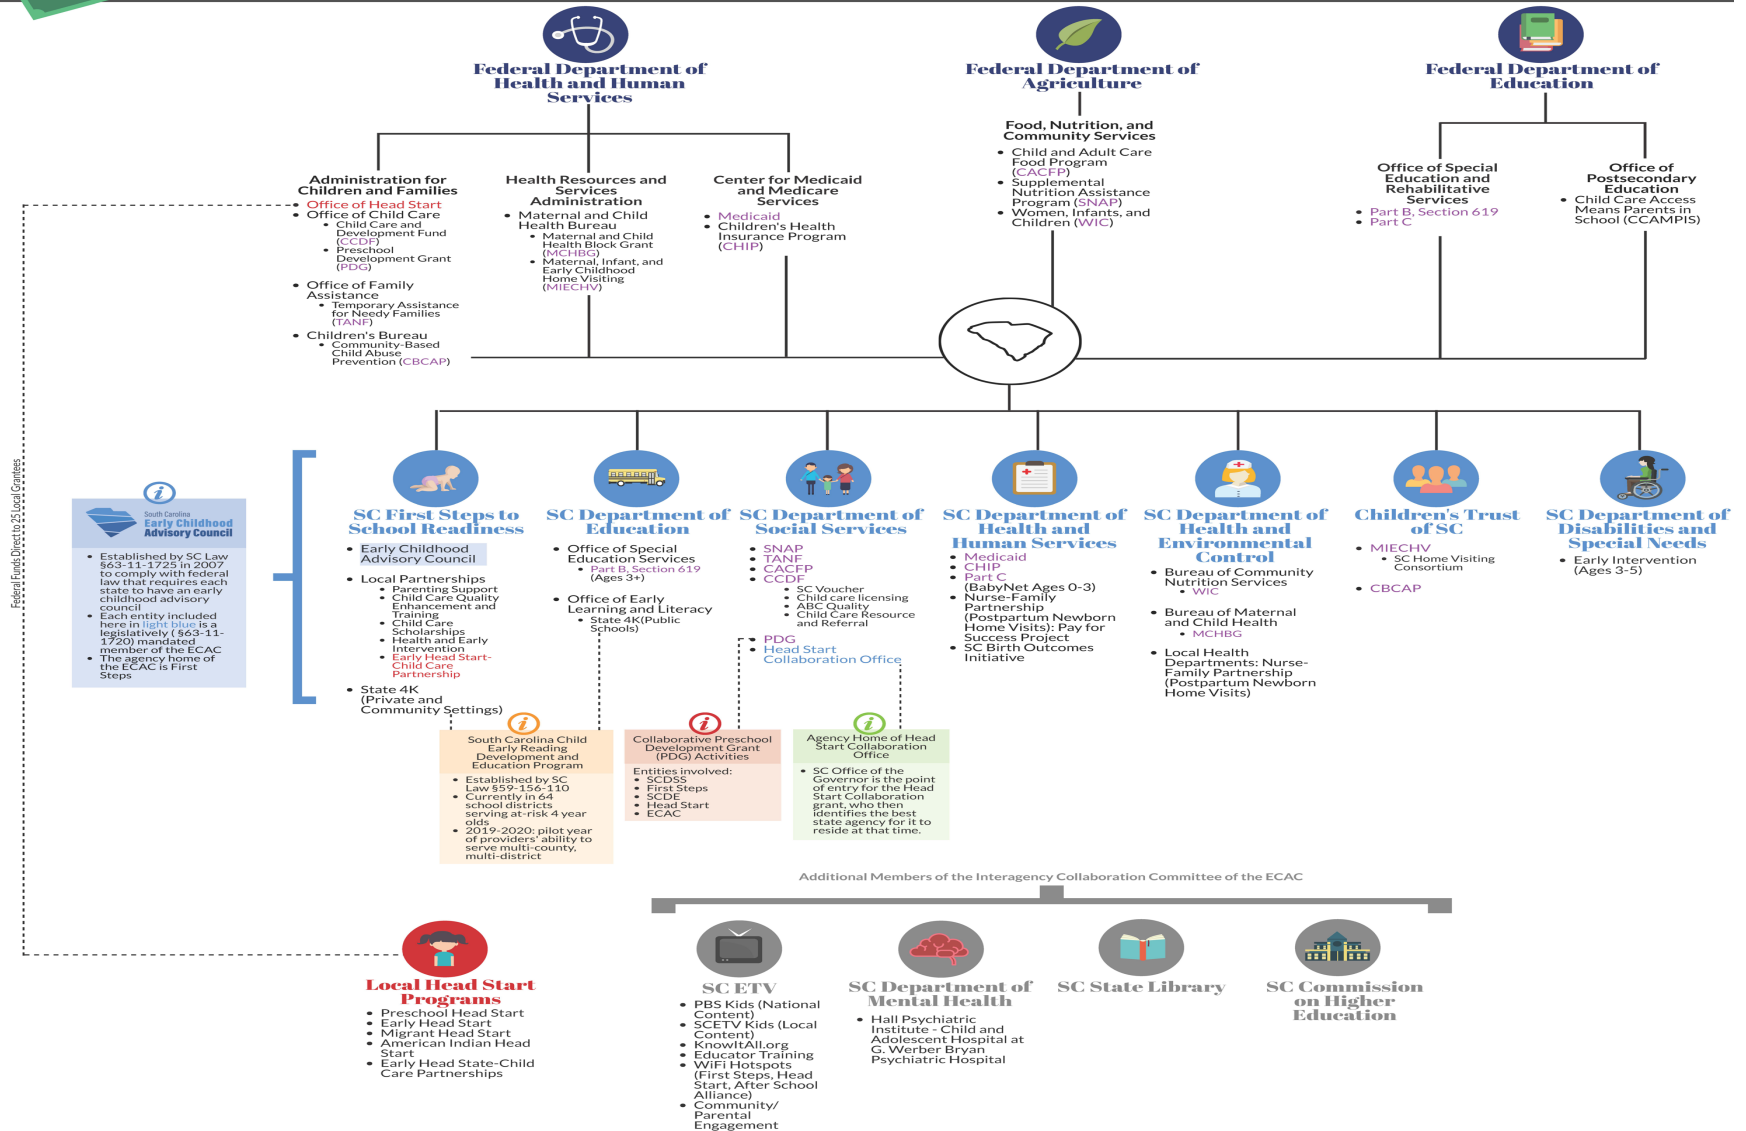 Federal Department of
Health and Human
Services
Federal Department of
Agriculture
Federal Department of
Education
Administration for
Children and Families
• Office of Head Start
• Office of Child Care
• Child Care and
Development Fund
(CCDF)
• Preschool
Development Grant
(PDG)
• Office of Family
Assistance
• Temporary Assistance
for Needy Families
(TANF)
• Children's Bureau
• Community-Based
Child Abuse
Prevention (CBCAP)
Health Resources and
Services
Administration
• Maternal and Child
Health Bureau
• Maternal and Child
Health Block Grant
(MCHBG)
• Maternal, Infant, and
Early Childhood
Home Visiting
(MIECHV)
Center for Medicaid
and Medicare
Services
• Medicaid
• Children's Health
Insurance Program
(CHIP)
Food, Nutrition, and
Community Services
• Child and Adult Care
Food Program
(CACFP)
• Supplemental
Nutrition Assistance
Program (SNAP)
• Women, Infants, and
Children (WIC)
Office of Special
Education and
Rehabilitative
Services
• Part B, Section 619
• Part C
Office of
Postsecondary
Education
• Child Care Access
Means Parents in
School (CCAMPIS)
Federal Funds Direct to 25 Local Grantees
i
South Carolina
Early Childhood
Advisory Council
• Established by SC Law
§63-11-1725 in 2007
to comply with federal
law that requires each
state to have an early
childhood advisory
council
• Each entity included
here in light blue is a
legislatively ( §63-11-
1720) mandated
member of the ECAC
• The agency home of
the ECAC is First
Steps
SC First Steps to
School Readiness
• Early Childhood
Advisory Council
• Local Partnerships
• Parenting Support
• Child Care Quality
Enhancement and
Training
• Child Care
Scholarships
• Health and Early
Intervention
• Early Head Start-
Child Care
Partnership
• State 4K
(Private and
Community Settings)
SC Department of
Education
• Office of Special
Education Services
• Part B, Section 619
(Ages 3+)
• Office of Early
Learning and Literacy
• State 4K(Public
Schools)
SC Department of
Social Services
• SNAP
• TANF
• CACFP
• CCDF
• SC Voucher
• Child care licensing
• ABC Quality
• Child Care Resource
and Referral
• PDG
• Head Start
Collaboration Office
SC Department of
Health and
Human Services
• Medicaid
• CHIP
• Part C
(BabyNet Ages 0-3)
• Nurse-Family
Partnership
(Postpartum Newborn
Home Visits): Pay for
Success Project
• SC Birth Outcomes
Initiative
SC Department of
Health and
Environmental
Control
• Bureau of Community
Nutrition Services
• WIC
• Bureau of Maternal
and Child Health
• MCHBG
• Local Health
Departments: Nurse-
Family Partnership
(Postpartum Newborn
Home Visits)
Children's Trust
of SC
• MIECHV
• SC Home Visiting
Consortium
• CBCAP
SC Department of
Disabilities and
Special Needs
• Early Intervention
(Ages 3-5)
i
South Carolina Child
Early Reading
Development and
Education Program
• Established by SC
Law §59-156-110
• Currently in 64
school districts
serving at-risk 4 year
olds
• 2019-2020: pilot year
of providers' ability to
serve multi-county,
multi-district
i
Collaborative Preschool
Development Grant
(PDG) Activities
Entities involved:
• SCDSS
• First Steps
• SCDE
• Head Start
• ECAC
i
Agency Home of Head
Start Collaboration
Office
• SC Office of the
Governor is the point
of entry for the Head
Start Collaboration
grant, who then
identifies the best
state agency for it to
reside at that time.
Additional Members of the Interagency Collaboration Committee of the ECAC
Local Head Start
Programs
• Preschool Head Start
• Early Head Start
• Migrant Head Start
• American Indian Head
Start
• Early Head State-Child
Care Partnerships
SC ETV
• PBS Kids (National
Content)
• SCETV Kids (Local
Content)
• KnowItAll.org
• Educator Training
• WiFi Hotspots
(First Steps, Head
Start, After School
Alliance)
• Community/
Parental
Engagement
SC Department of
Mental Health
• Hall Psychiatric
Institute - Child and
Adolescent Hospital at
G. Werber Bryan
Psychiatric Hospital
SC State Library
SC Commission
on Higher
Education